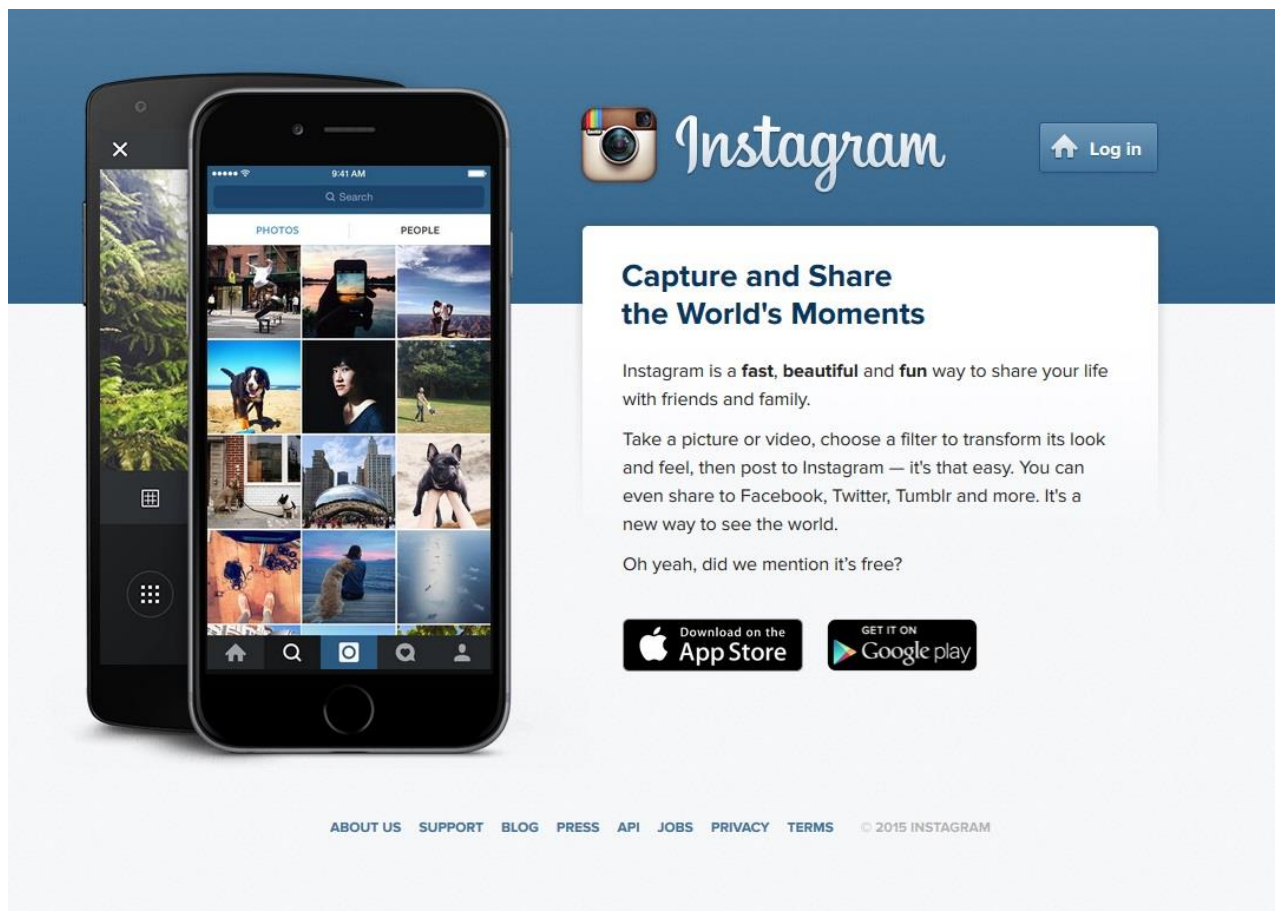 9:41 AM
Search
PHOTOS
PEOPLE
Instagram
Log in
Capture and Share
the World's Moments
Instagram is a fast, beautiful and fun way to share your life
with friends and family.
Take a picture or video, choose a filter to transform its look
and feel, then post to Instagram — it's that easy. You can
even share to Facebook, Twitter, Tumblr and more. It's a
new way to see the world.
Oh yeah, did we mention it’s free?
Download on the
App Store
GET IT ON
Google play
ABOUT US SUPPORT BLOG PRESS API JOBS PRIVACY TERMS © 2015 INSTAGRAM